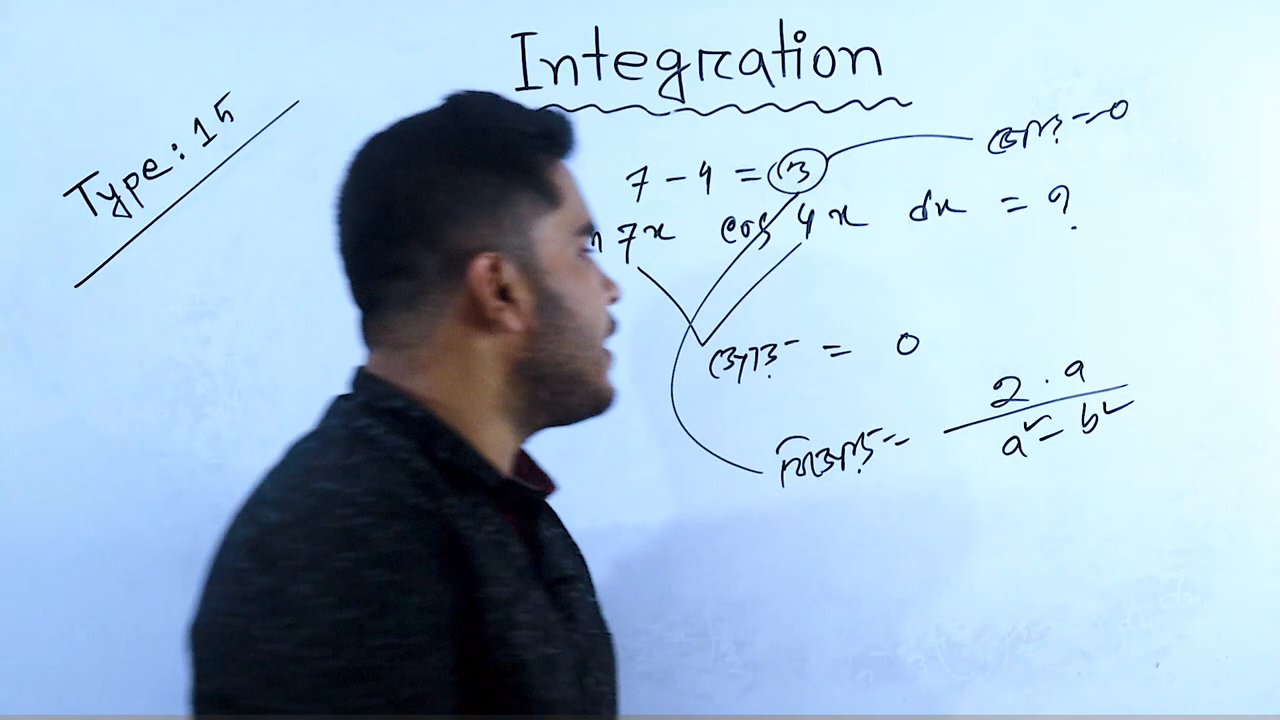 Integration
Type: 15
7 - 4 = 3
জোড় - 0
n 7x cos 4x dx = ?
জোড় = 0
বিজোড় = 2 . a / a² - b²